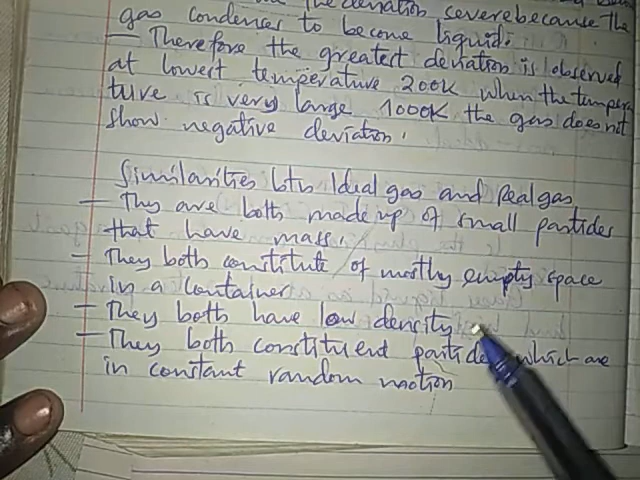 the deviation severe because the
gas condenses to become liquid.
— Therefore the greatest deviation is observed
at lowest temperature 200K when the tempera
ture is very large 1000K the gas does not
show negative deviation.
Similarities btn Ideal gas and Real gas
— They are both made up of small particles
that have mass.
— They both constitute of mostly empty space
in a container
— They both have low density
— They both constituent particle which are
in constant random motion